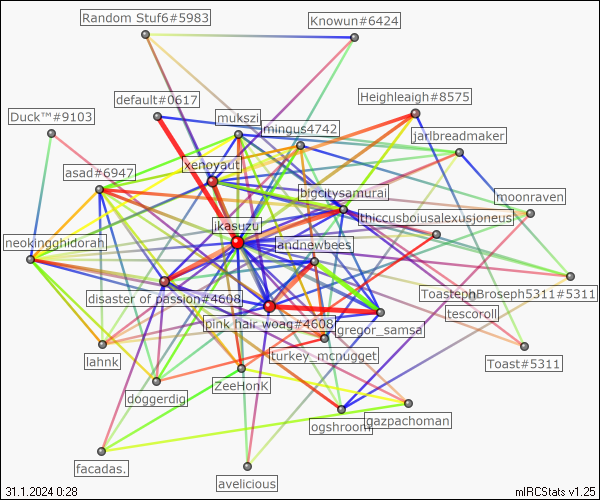 Random Stuf6#5983
Knowun#6424
default#0617
Heighleaigh#8575
Duck™#9103
mukszi
mingus4742
jarlbreadmaker
asad#6947
xenoyaut
bigcitysamurai
moonraven
thiccusboiusalexusjoneus
jkasuzu
neokingghidorah
andnewbees
disaster of passion#4608
ToastephBroseph5311#5311
tescoroll
pink hair woag#4608
gregor_samsa
lahnk
turkey_mcnugget
Toast#5311
doggerdig
ZeeHonk
ogshroom
gazpachoman
facadas.
avelicious
31.1.2024 0:28
mIRCStats v1.25